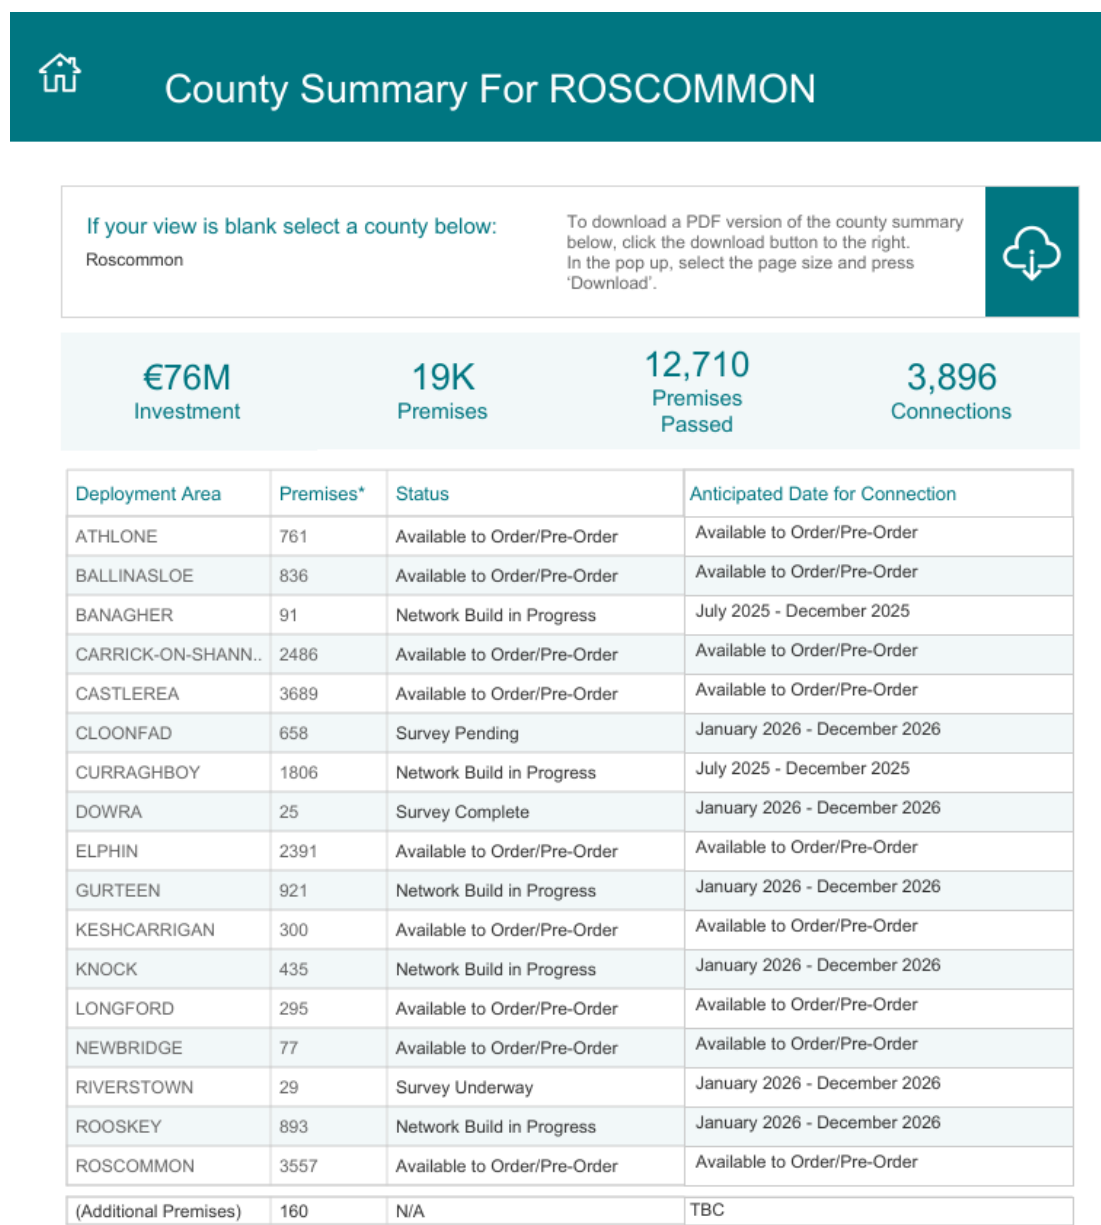 County Summary For ROSCOMMON
If your view is blank select a county below:
Roscommon
To download a PDF version of the county summary
below, click the download button to the right.
In the pop up, select the page size and press
‘Download’.
€76M
Investment
19K
Premises
12,710
Premises
Passed
3,896
Connections
Deployment Area Premises* Status Anticipated Date for Connection
ATHLONE 761 Available to Order/Pre-Order Available to Order/Pre-Order
BALLINASLOE 836 Available to Order/Pre-Order Available to Order/Pre-Order
BANAGHER 91 Network Build in Progress July 2025 - December 2025
CARRICK-ON-SHANN.. 2486 Available to Order/Pre-Order Available to Order/Pre-Order
CASTLEREA 3689 Available to Order/Pre-Order Available to Order/Pre-Order
CLOONFAD 658 Survey Pending January 2026 - December 2026
CURRAGHBOY 1806 Network Build in Progress July 2025 - December 2025
DOWRA 25 Survey Complete January 2026 - December 2026
ELPHIN 2391 Available to Order/Pre-Order Available to Order/Pre-Order
GURTEEN 921 Network Build in Progress January 2026 - December 2026
KESHCARRIGAN 300 Available to Order/Pre-Order Available to Order/Pre-Order
KNOCK 435 Network Build in Progress January 2026 - December 2026
LONGFORD 295 Available to Order/Pre-Order Available to Order/Pre-Order
NEWBRIDGE 77 Available to Order/Pre-Order Available to Order/Pre-Order
RIVERSTOWN 29 Survey Underway January 2026 - December 2026
ROOSKEY 893 Network Build in Progress January 2026 - December 2026
ROSCOMMON 3557 Available to Order/Pre-Order Available to Order/Pre-Order
(Additional Premises) 160 N/A TBC